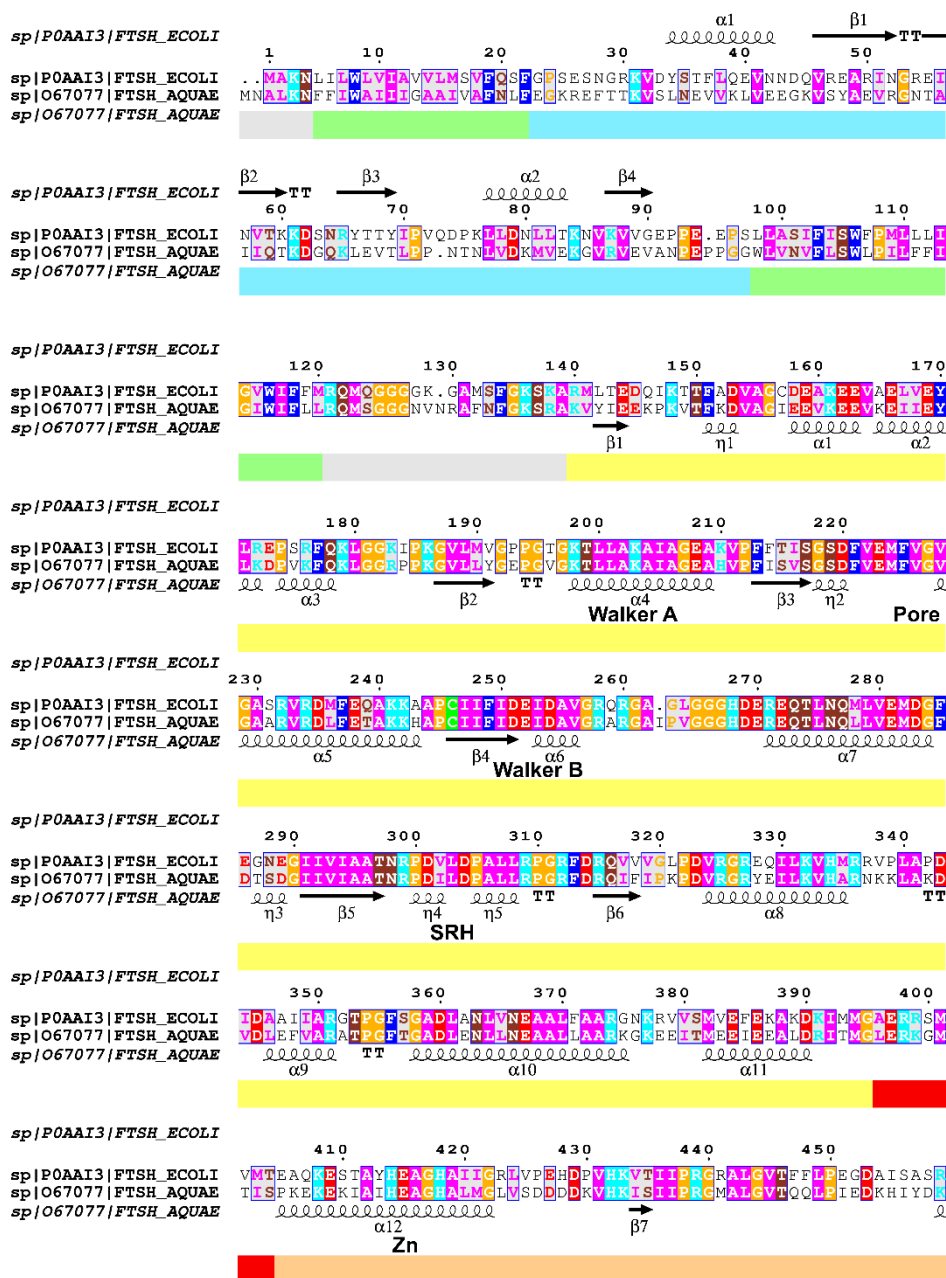 α1 β1 TT
sp|P0AAI3|FTSH_ECOLI 1 10 20 30 40 50
sp|P0AAI3|FTSH_ECOLI ..MAKNLILWLVIAVVLMSVFQSFGPSESNGRKVDYSTFLQEVNNDQVREARINGREI
sp|O67077|FTSH_AQUAE MNALKNFFIWAIIIGAAIVAFNLFEGKREFTTKVSLNEVVKLVEEGKVSYAEVRGNTA
sp|O67077|FTSH_AQUAE
β2 TT β3 α2 β4
sp|P0AAI3|FTSH_ECOLI 60 70 80 90 100 110
sp|P0AAI3|FTSH_ECOLI NVTKKDSNRYTTYIPVQDPKLLDNLLTKNVKVVGEPPE.EPSLLASIFISWFPMLLLI
sp|O67077|FTSH_AQUAE IIQTKDGQKLEVTLPP.NTNLVDKMVEKGVRVEVANPEPPGGWLVNVFLSWLPILFFI
sp|O67077|FTSH_AQUAE
sp|P0AAI3|FTSH_ECOLI
120 130 140 150 160 170
sp|P0AAI3|FTSH_ECOLI GVWIFFMRQMQGGGGK.GAMSFGKSKARMLTEDQIKTTFADVAGCDEAKEEVAELVEY
sp|O67077|FTSH_AQUAE GIWIFLLRQMSGGGNVNRAFNFGKSRAKVYIEEKPKVTFKDVAGIEEVKEEVKEIIEY
sp|O67077|FTSH_AQUAE
β1 η1 α1 α2
sp|P0AAI3|FTSH_ECOLI
180 190 200 210 220
sp|P0AAI3|FTSH_ECOLI LREPSRFQKLGGKIPKGVLMVGPPGTGKTLLAKAIAGEAKVPFFTISGSDFVEMFVGV
sp|O67077|FTSH_AQUAE LKDPVKFQKLGGRPPKGVLLYGEPGVGKTLLAKAIAGEAHVPFISVSGSDFVEMFVGV
sp|O67077|FTSH_AQUAE
α3 β2 TT α4 β3 η2
Walker A Pore
sp|P0AAI3|FTSH_ECOLI
230 240 250 260 270 280
sp|P0AAI3|FTSH_ECOLI GASRVRDMFEQAKKAAPCIIFIDEIDAVGRQRGA.GLGGGHDEREQTLNQMLVEMDGF
sp|O67077|FTSH_AQUAE GAARVRDLFETAKKHAPCIIFIDEIDAVGRARGAIPVGGGHDEREQTLNQLLVEMDGF
sp|O67077|FTSH_AQUAE
α5 β4 α6 α7
Walker B
sp|P0AAI3|FTSH_ECOLI
290 300 310 320 330 340
sp|P0AAI3|FTSH_ECOLI EGNEGIIVIAATNRPDVLDPALLRPGRFDRQVVVGLPDVRGREQILKVHMRRVPLAPD
sp|O67077|FTSH_AQUAE DTSDGIIVIAATNRPDILDPALLRPGRFDRQIFIPKPDVRGRYEILKVHARNKKLAKD
sp|O67077|FTSH_AQUAE TT TT
η3 β5 η4 η5 β6 α8
SRH
sp|P0AAI3|FTSH_ECOLI
350 360 370 380 390 400
sp|P0AAI3|FTSH_ECOLI IDAAIIARGTPGFSGADLANLVNEAALFAARGNKRVVSMVEFEKAKDKIMMGAERRSM
sp|O67077|FTSH_AQUAE VDLEFVARATPGFTGADLENLLNEAALLAARKGKEEITMEEIEEALDRITMGLERKGM
sp|O67077|FTSH_AQUAE
α9 TT α10 α11
sp|P0AAI3|FTSH_ECOLI
410 420 430 440 450
sp|P0AAI3|FTSH_ECOLI VMTEAQKESTAYHEAGHAIIGRLVPEHDPVHKVTIIPRGRALGVTFFLPEGDAISASR
sp|O67077|FTSH_AQUAE TISPKEKEKIAIHEAGHALMGLVSDDDDKVHKISIIPRGMALGVTQQLPIEDKHIYDK
sp|O67077|FTSH_AQUAE
α12 β7
Zn